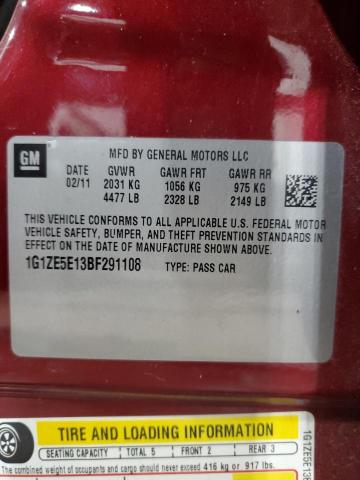 GM
MFD BY GENERAL MOTORS LLC
DATE GVWR GAWR FRT GAWR RR
02/11 2031 KG 1056 KG 975 KG
4477 LB 2328 LB 2149 LB
THIS VEHICLE CONFORMS TO ALL APPLICABLE U.S. FEDERAL MOTOR
VEHICLE SAFETY, BUMPER, AND THEFT PREVENTION STANDARDS IN
EFFECT ON THE DATE OF MANUFACTURE SHOWN ABOVE.
1G1ZE5E13BF291108 TYPE: PASS CAR
TIRE AND LOADING INFORMATION
SEATING CAPACITY TOTAL 5 FRONT 2 REAR 3
The combined weight of occupants and cargo should never exceed 416 kg or 917 lbs.